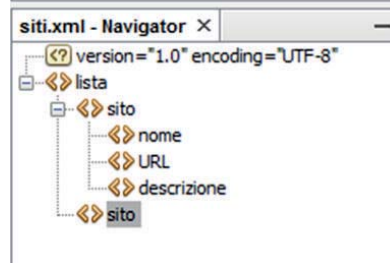 siti.xml - Navigator ×
<?> version="1.0" encoding="UTF-8"
lista
sito
nome
URL
descrizione
sito